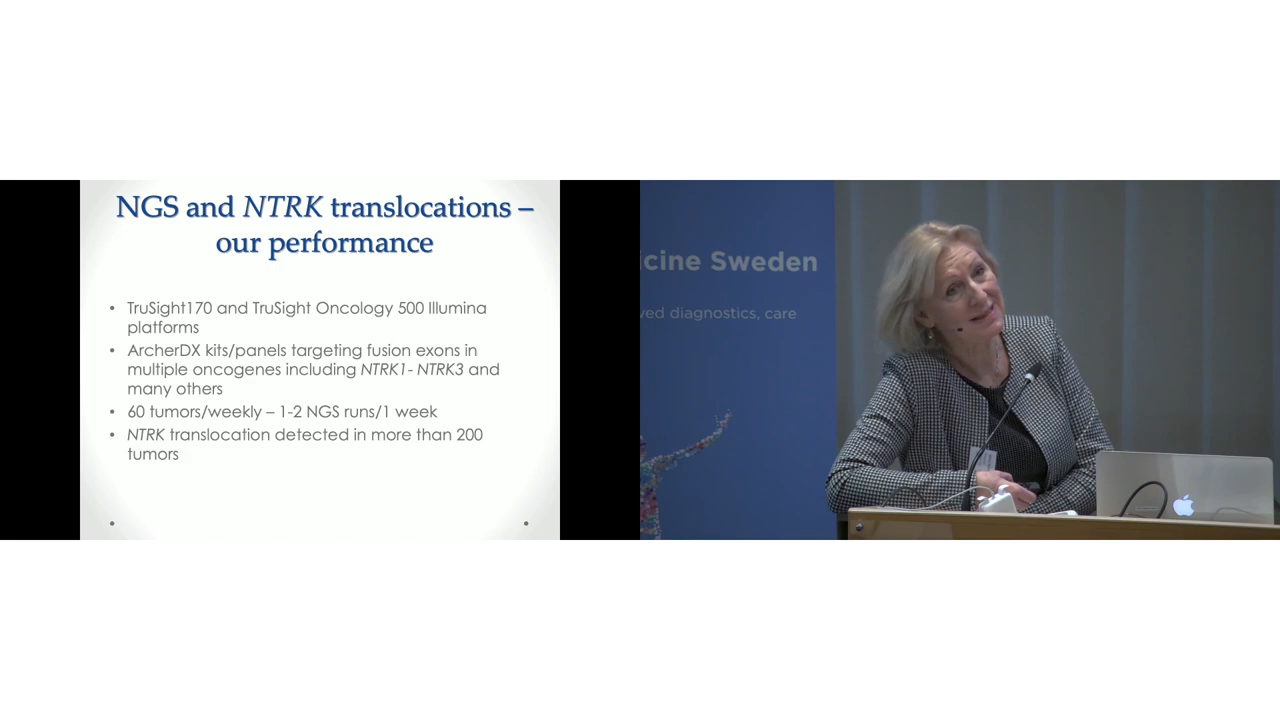 NGS and NTRK translocations –
our performance
• TruSight170 and TruSight Oncology 500 Illumina
platforms
• ArcherDX kits/panels targeting fusion exons in
multiple oncogenes including NTRK1- NTRK3 and
many others
• 60 tumors/weekly – 1-2 NGS runs/1 week
• NTRK translocation detected in more than 200
tumors
icine Sweden
ved diagnostics, care